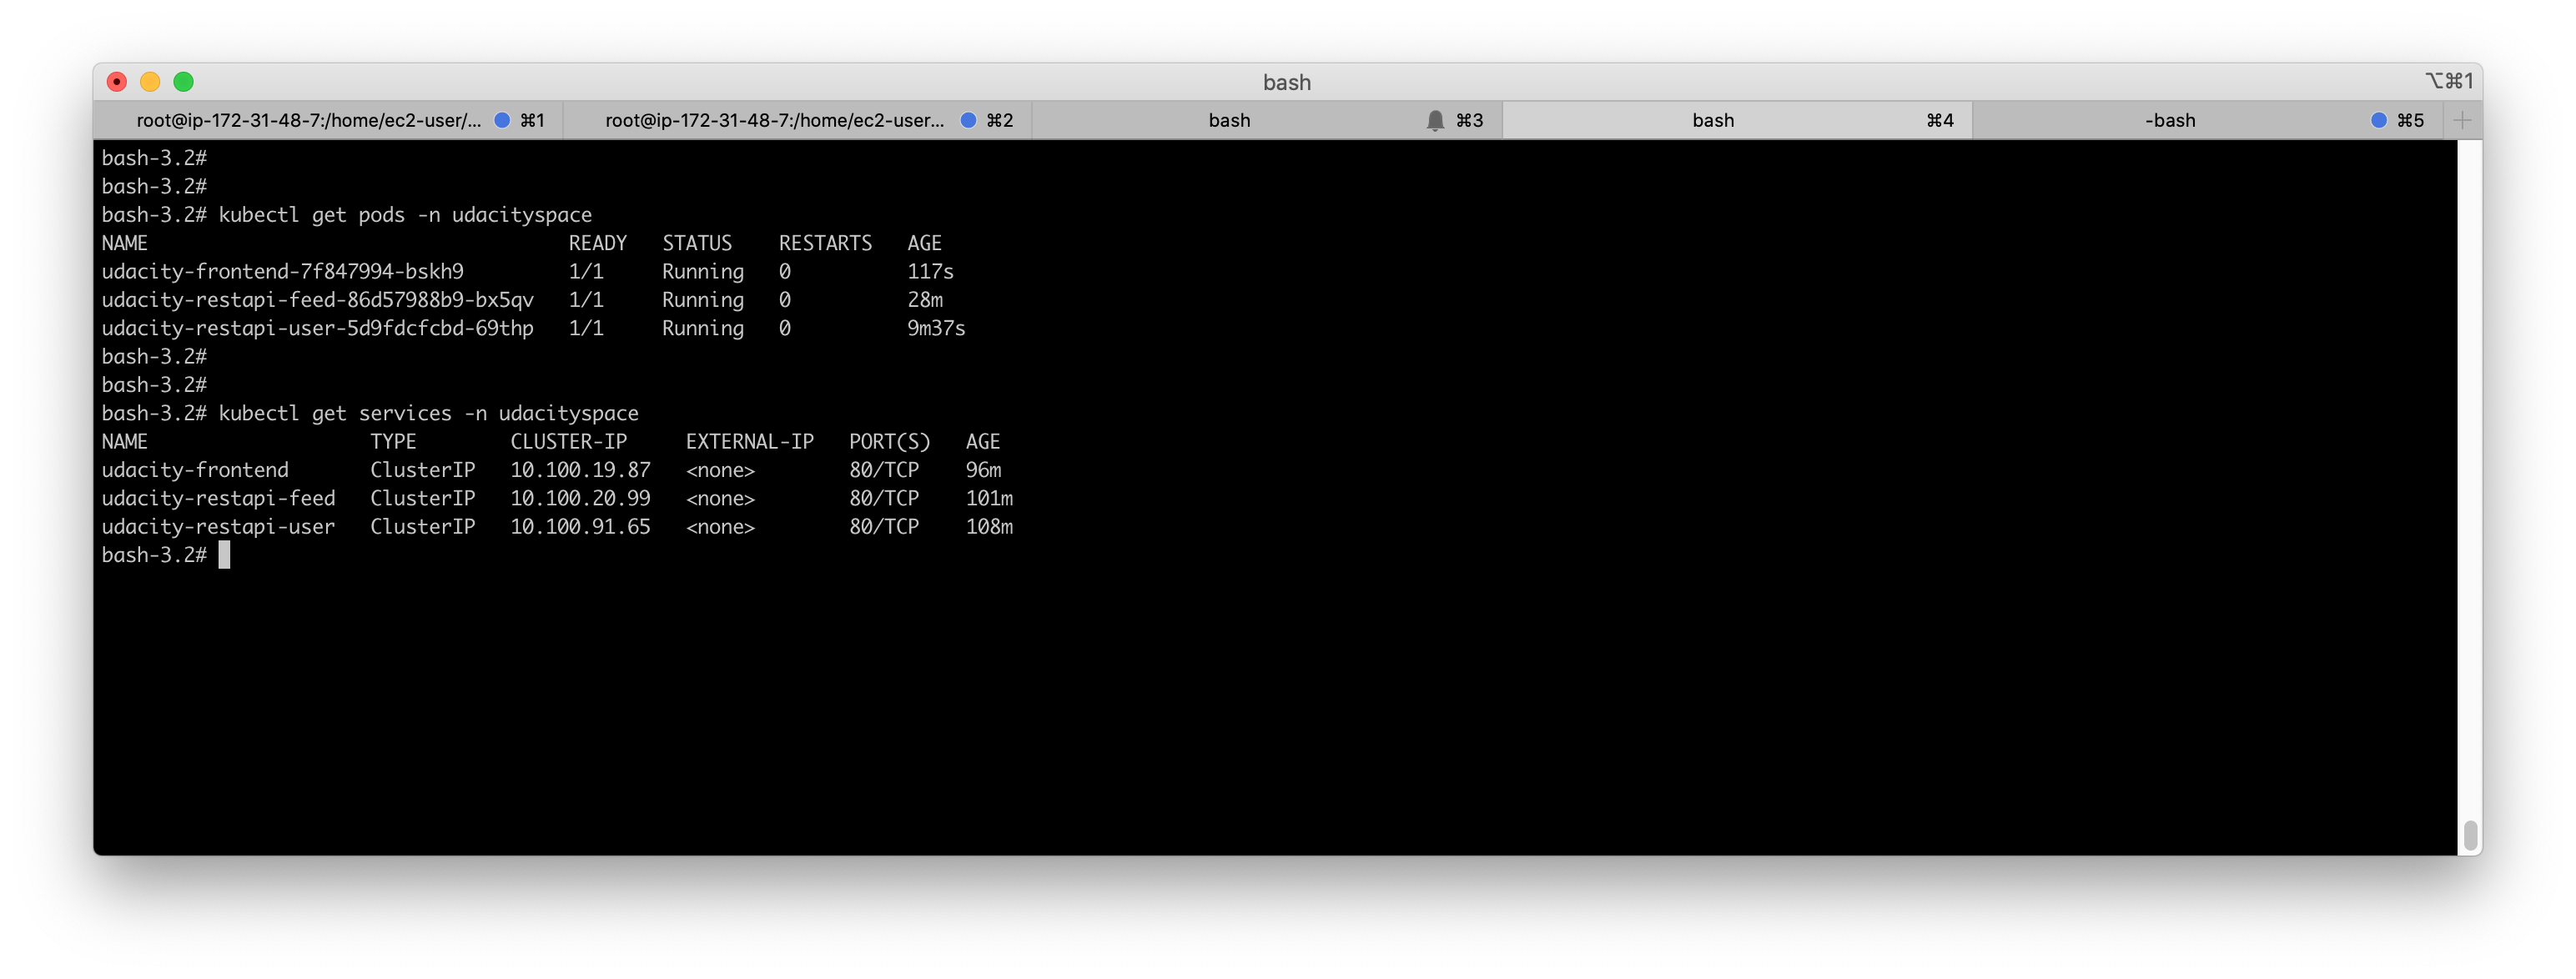 bash
⌥⌘1
root@ip-172-31-48-7:/home/ec2-user/... ⌘1
root@ip-172-31-48-7:/home/ec2-user... ⌘2
bash ⌘3
bash ⌘4
-bash ⌘5
bash-3.2#
bash-3.2#
bash-3.2# kubectl get pods -n udacityspace
NAME                                    READY   STATUS    RESTARTS   AGE
udacity-frontend-7f847994-bskh9         1/1     Running   0          117s
udacity-restapi-feed-86d57988b9-bx5qv   1/1     Running   0          28m
udacity-restapi-user-5d9fdcfcbd-69thp   1/1     Running   0          9m37s
bash-3.2#
bash-3.2#
bash-3.2# kubectl get services -n udacityspace
NAME                   TYPE        CLUSTER-IP     EXTERNAL-IP   PORT(S)   AGE
udacity-frontend       ClusterIP   10.100.19.87   <none>        80/TCP    96m
udacity-restapi-feed   ClusterIP   10.100.20.99   <none>        80/TCP    101m
udacity-restapi-user   ClusterIP   10.100.91.65   <none>        80/TCP    108m
bash-3.2#